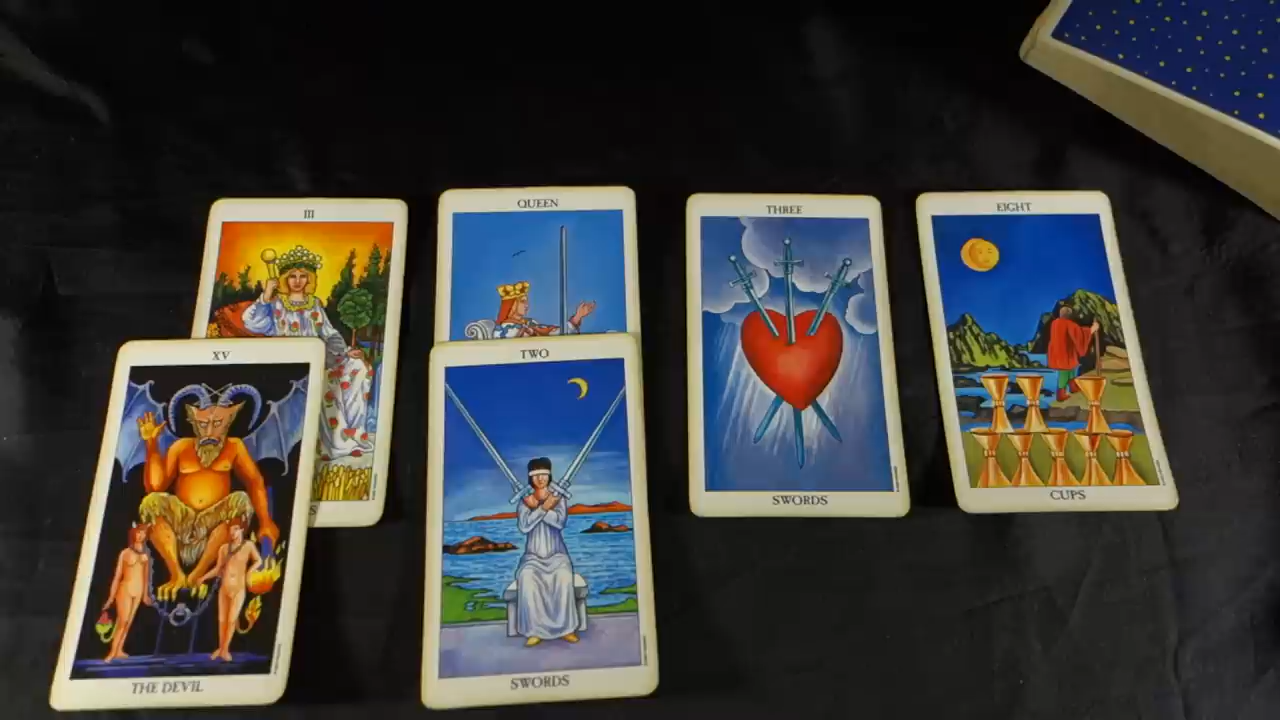 III
QUEEN
THREE
EIGHT
S
XV
TWO
SWORDS
CUPS
THE DEVIL
SWORDS